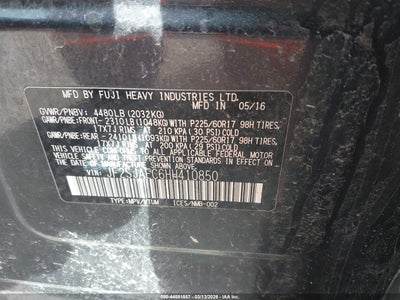 MFD BY FUJI HEAVY INDUSTRIES LTD.
MFD. IN 05/16
GVWR/PNBV: 4480LB(2032KG)
GAWR/PNBE:FRONT- 2310LB(1048KG)WITH P225/60R17 98H TIRES,
17X7J RIMS AT 210 KPA(30 PSI)COLD
GAWR/PNBE:REAR - 2410LB(1093KG)WITH P225/60R17 98H TIRES,
17X7J RIMS AT 200 KPA(29 PSI)COLD
THIS VEHICLE CONFORMS TO ALL APPLICABLE
FEDERAL MOTOR VEHICLE SAFETY
STANDARDS IN EFFECT ON THE
DATE OF MANUFACTURE SHOWN ABOVE.
VIN:
TYPE:MPV/VTUM ICES/NMB-002